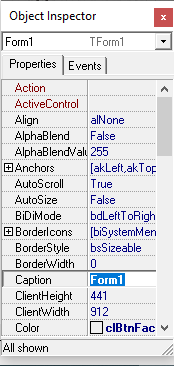 Object Inspector
Form1 TForm1
Properties Events
Action
ActiveControl
Align alNone
AlphaBlend False
AlphaBlendValu 255
Anchors [akLeft,akTop
AutoScroll True
AutoSize False
BiDiMode bdLeftToRigh
BorderIcons [biSystemMen
BorderStyle bsSizeable
BorderWidth 0
Caption Form1
ClientHeight 441
ClientWidth 912
Color clBtnFac
All shown